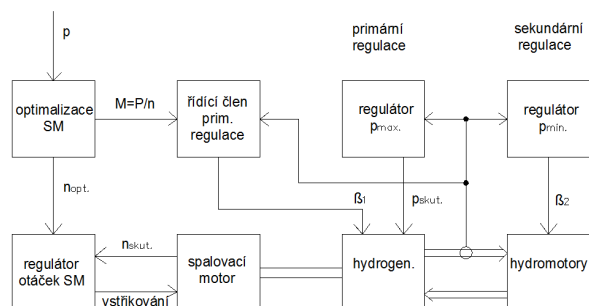 p
primární
regulace
sekundární
regulace
optimalizace
SM
M=P/n
řídící člen
prim.
regulace
regulátor
pmax.
regulátor
pmin.
nopt.
ß1
pskut.
ß2
regulátor
otáček SM
nskut.
vstřikování
spalovací
motor
hydrogen.
hydromotory